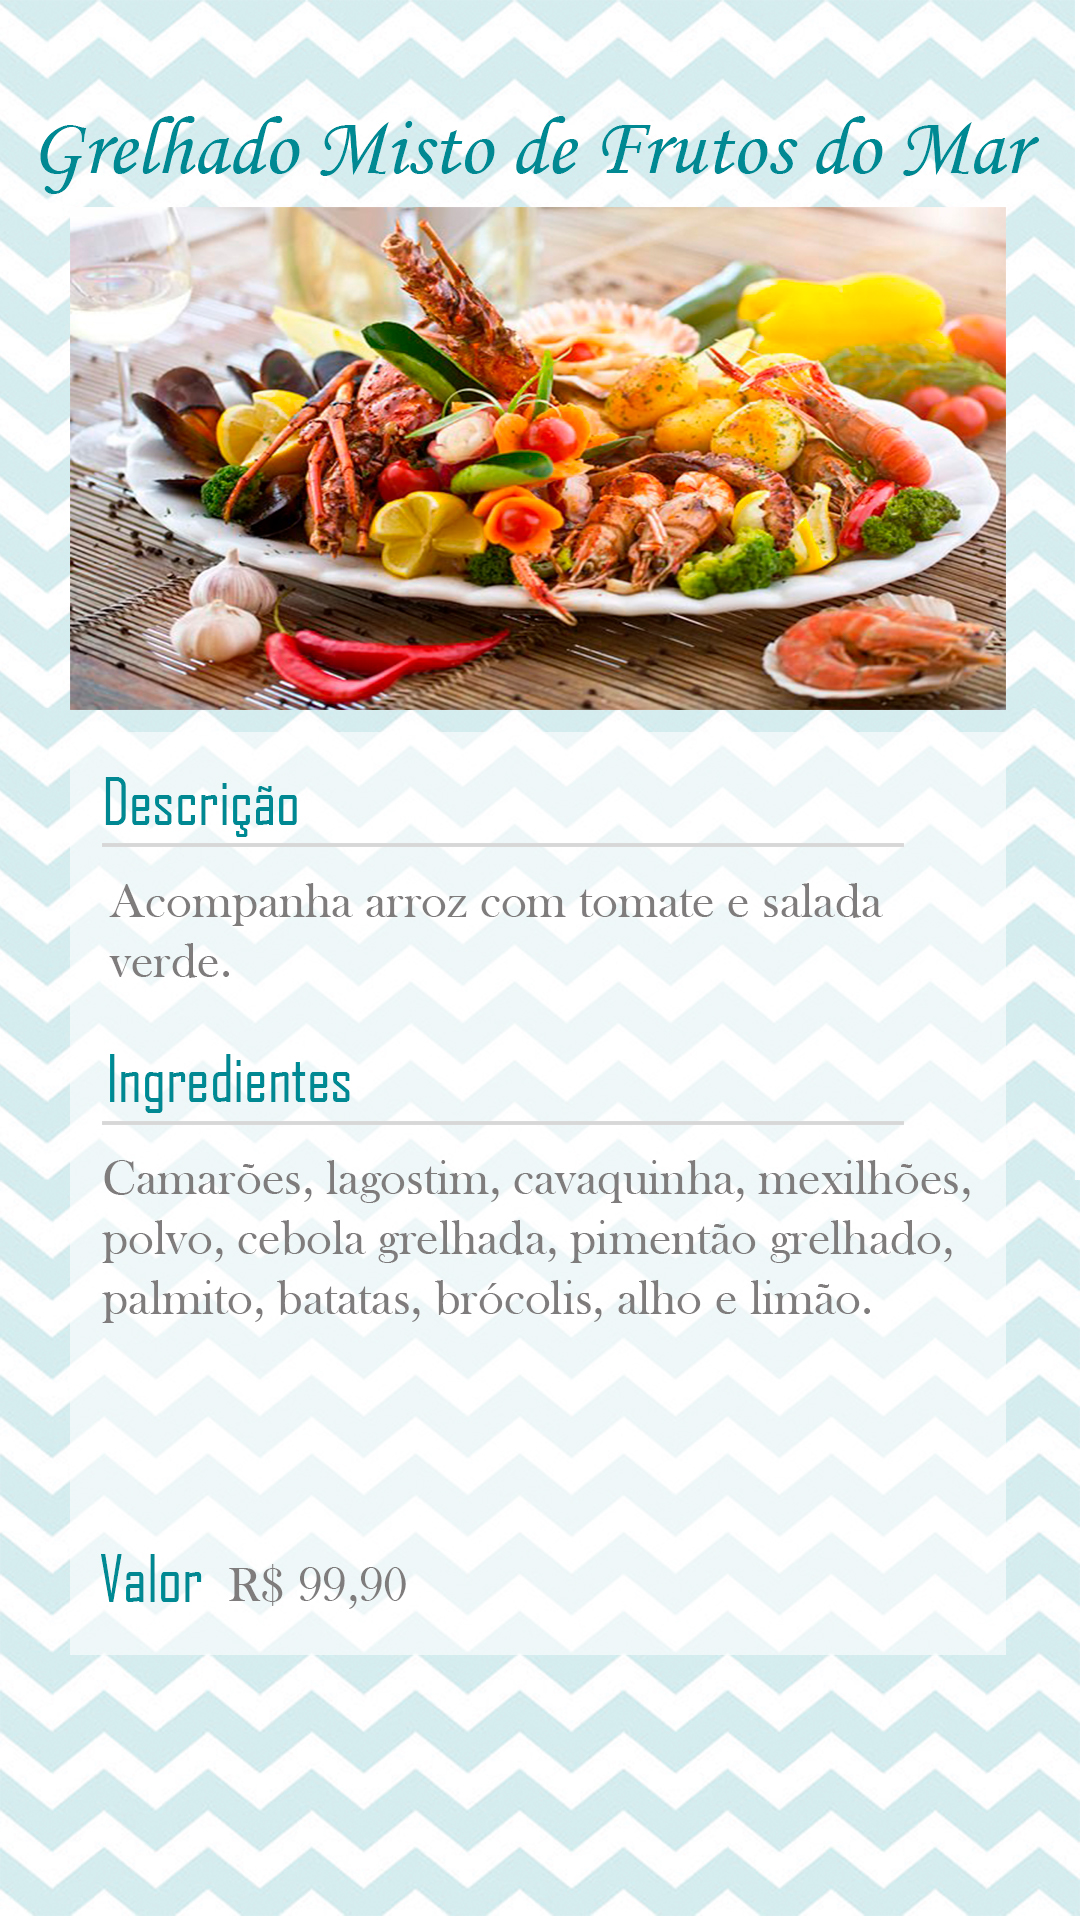 Grelhado Misto de Frutos do Mar
Descrição
Acompanha arroz com tomate e salada
verde.
Ingredientes
Camarões, lagostim, cavaquinha, mexilhões,
polvo, cebola grelhada, pimentão grelhado,
palmito, batatas, brócolis, alho e limão.
Valor R$ 99,90